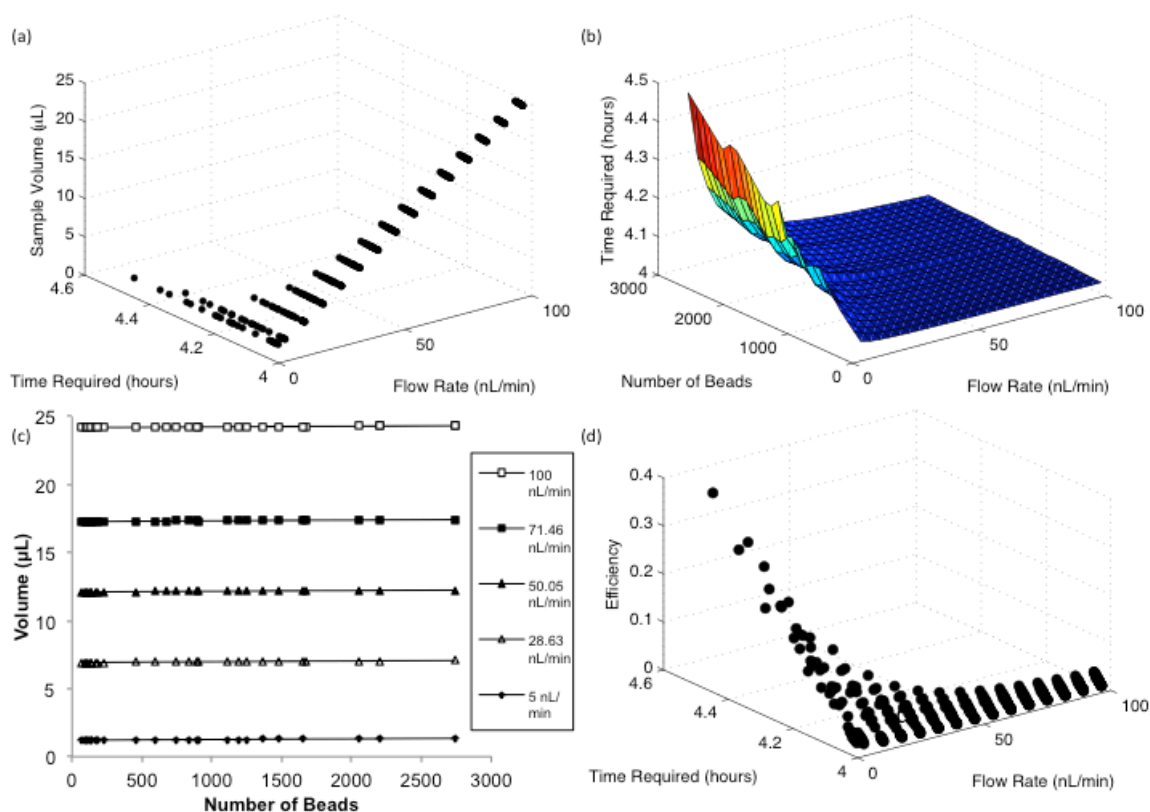 (a)
25
20
15
10
5
0
Sample Volume (μL)
4.6
4.4
4.2
4
Time Required (hours)
0
50
100
Flow Rate (nL/min)
(b)
4.5
4.4
4.3
4.2
4.1
4
Time Required (hours)
3000
2000
1000
0
Number of Beads
0
50
100
Flow Rate (nL/min)
(c)
25
20
15
10
5
0
Volume (μL)
0
500
1000
1500
2000
2500
3000
Number of Beads
100
nL/min
71.46
nL/min
50.05
nL/min
28.63
nL/min
5 nL/
min
(d)
0.4
0.3
0.2
0.1
0
Efficiency
4.6
4.4
4.2
4
Time Required (hours)
0
50
100
Flow Rate (nL/min)